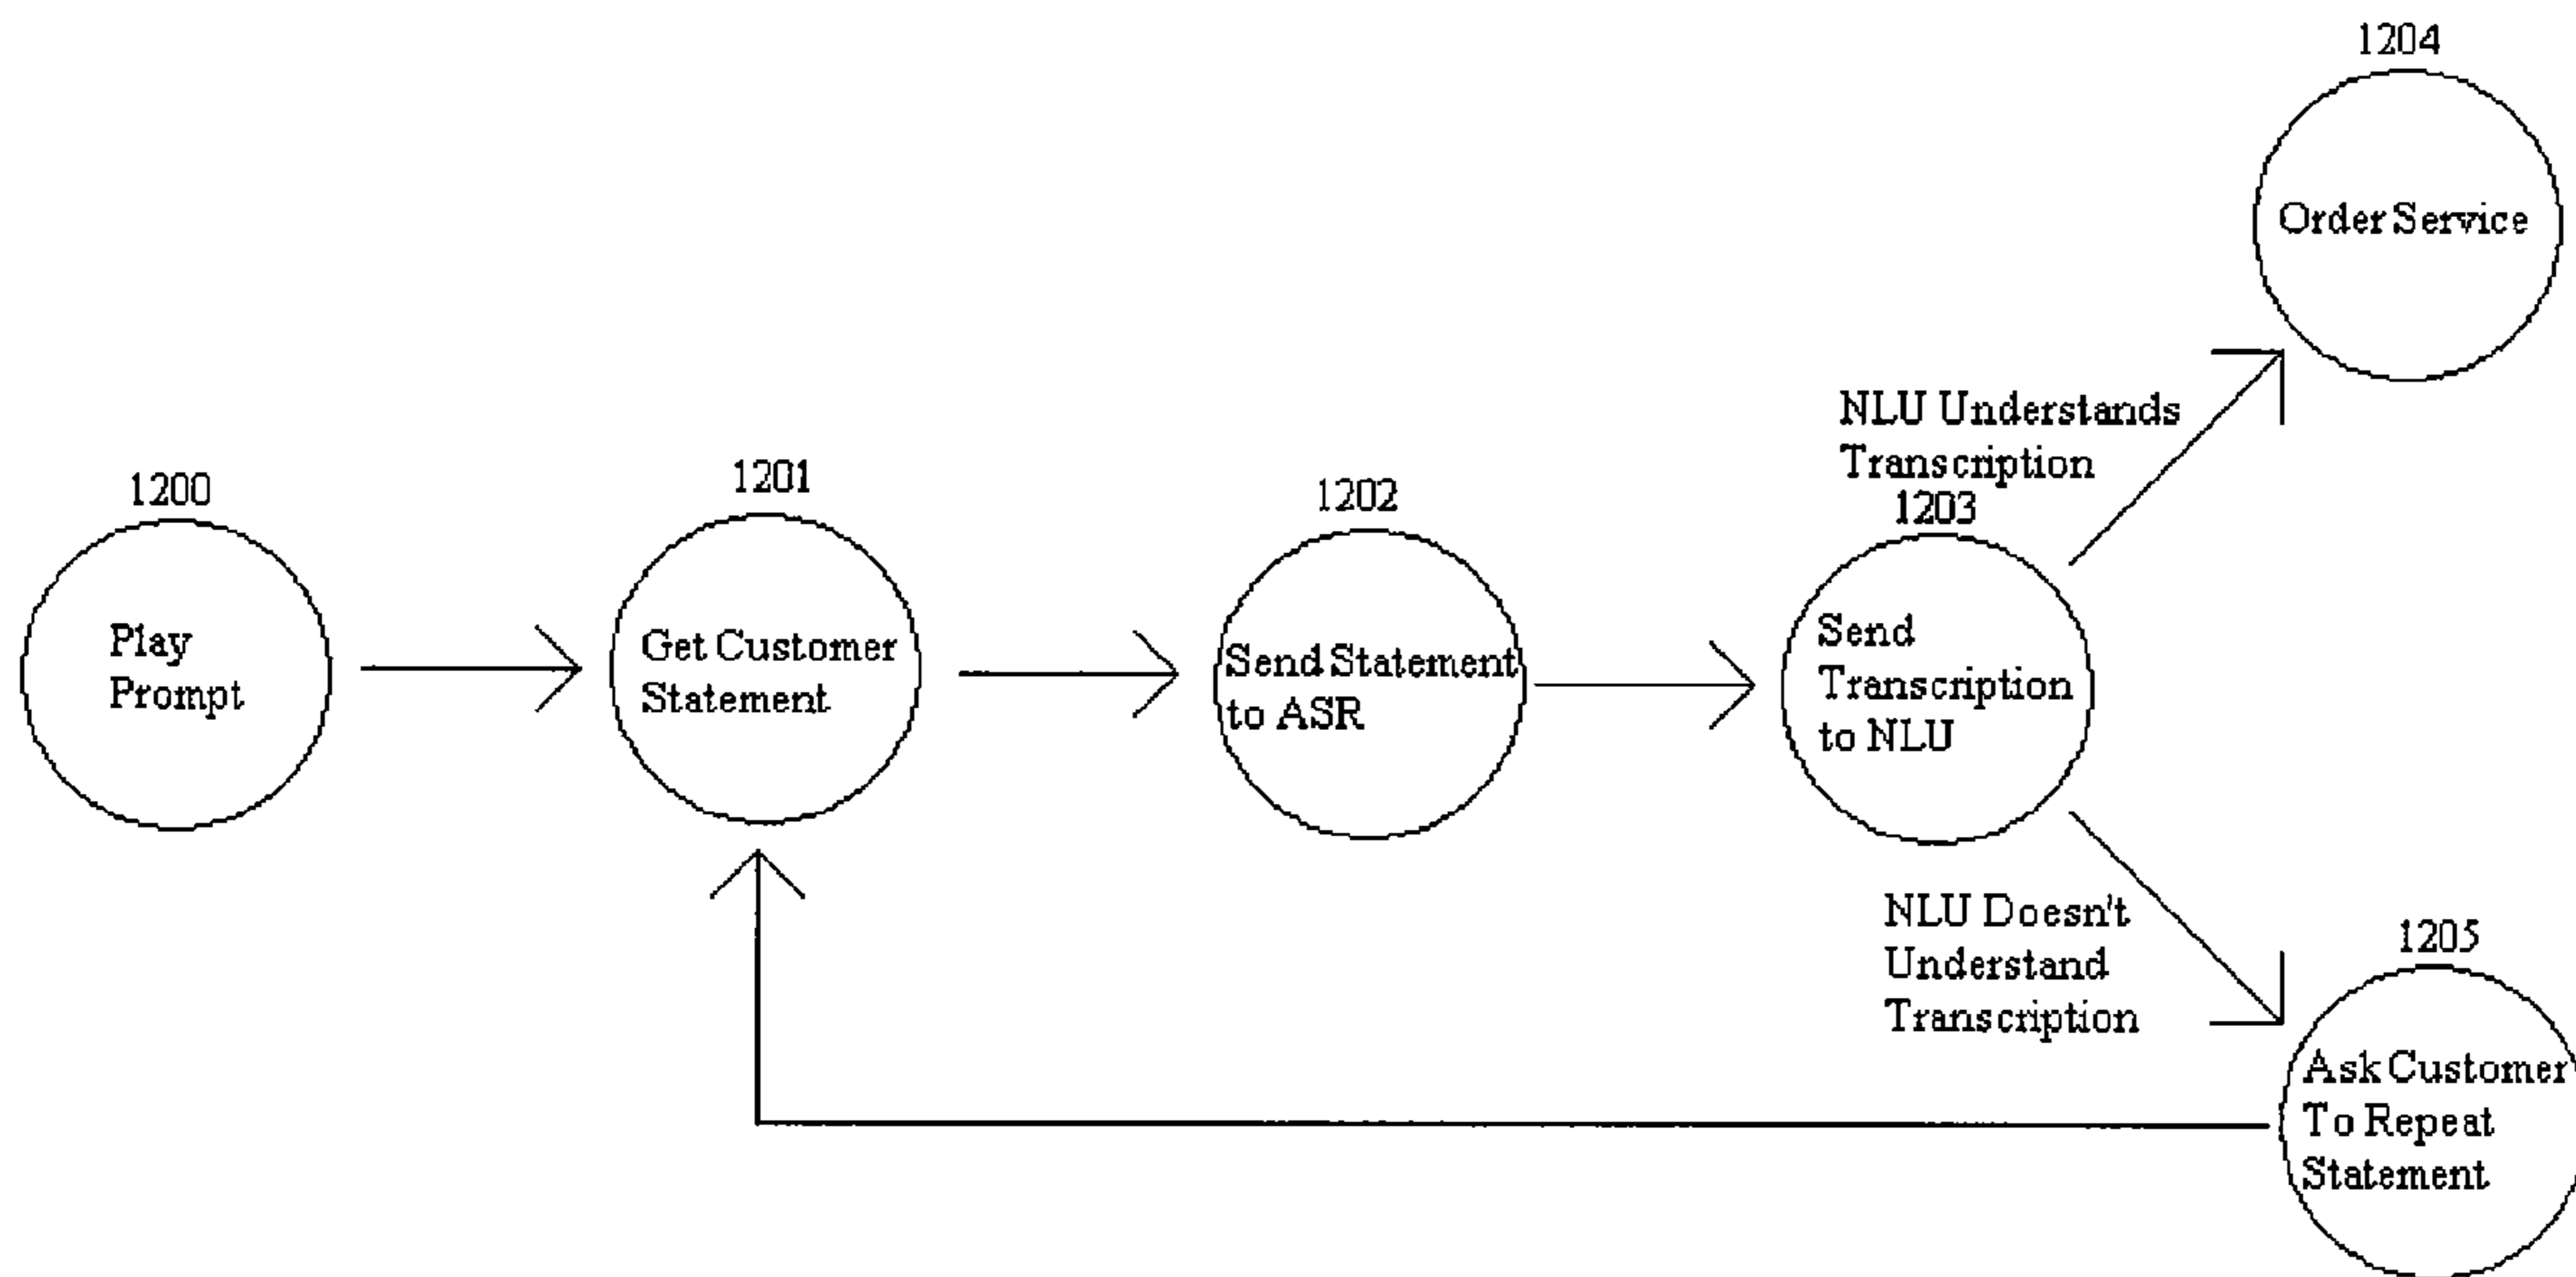 1204
Order Service
NLU Understands
Transcription
1200
Play
Prompt
1201
Get Customer
Statement
1202
Send Statement
to ASR
1203
Send
Transcription
to NLU
NLU Doesn't
Understand
Transcription
1205
Ask Customer
To Repeat
Statement